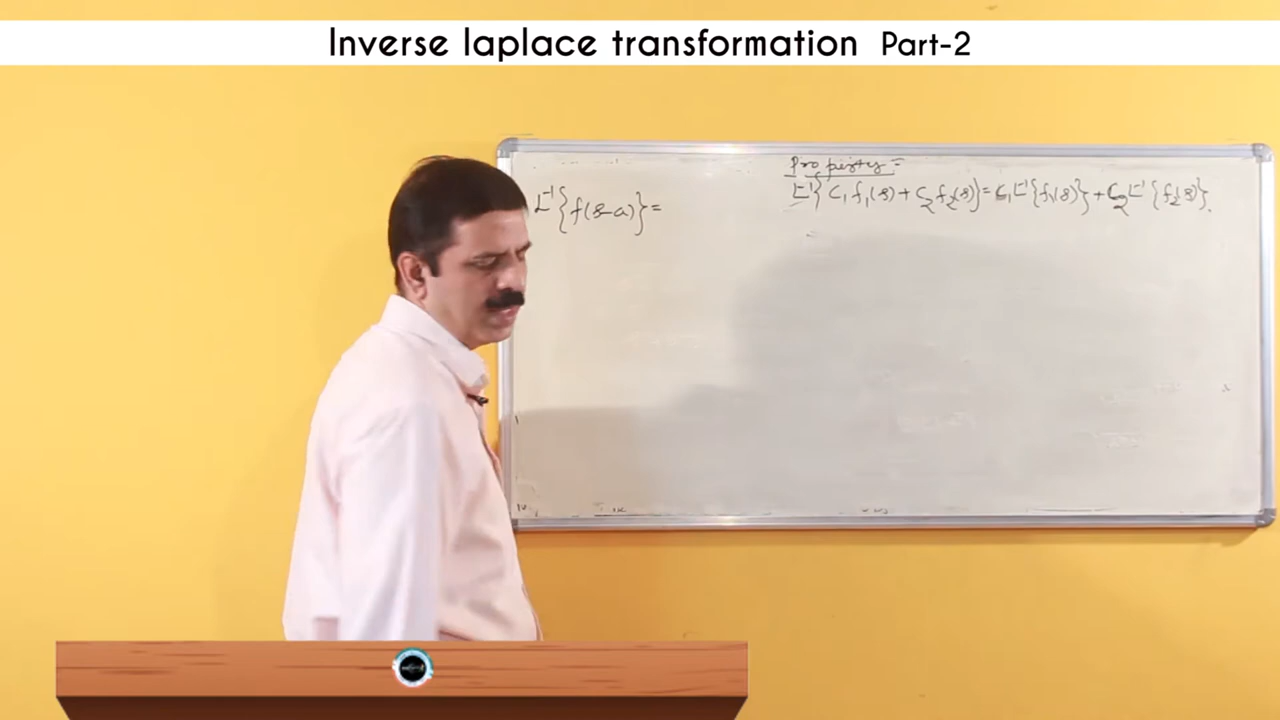 Inverse laplace transformation Part-2
Property =
L⁻¹{f(s-a)}=
L⁻¹{C₁f₁(s)+C₂f₂(s)}=C₁L⁻¹{f₁(s)}+C₂L⁻¹{f₂(s)}.